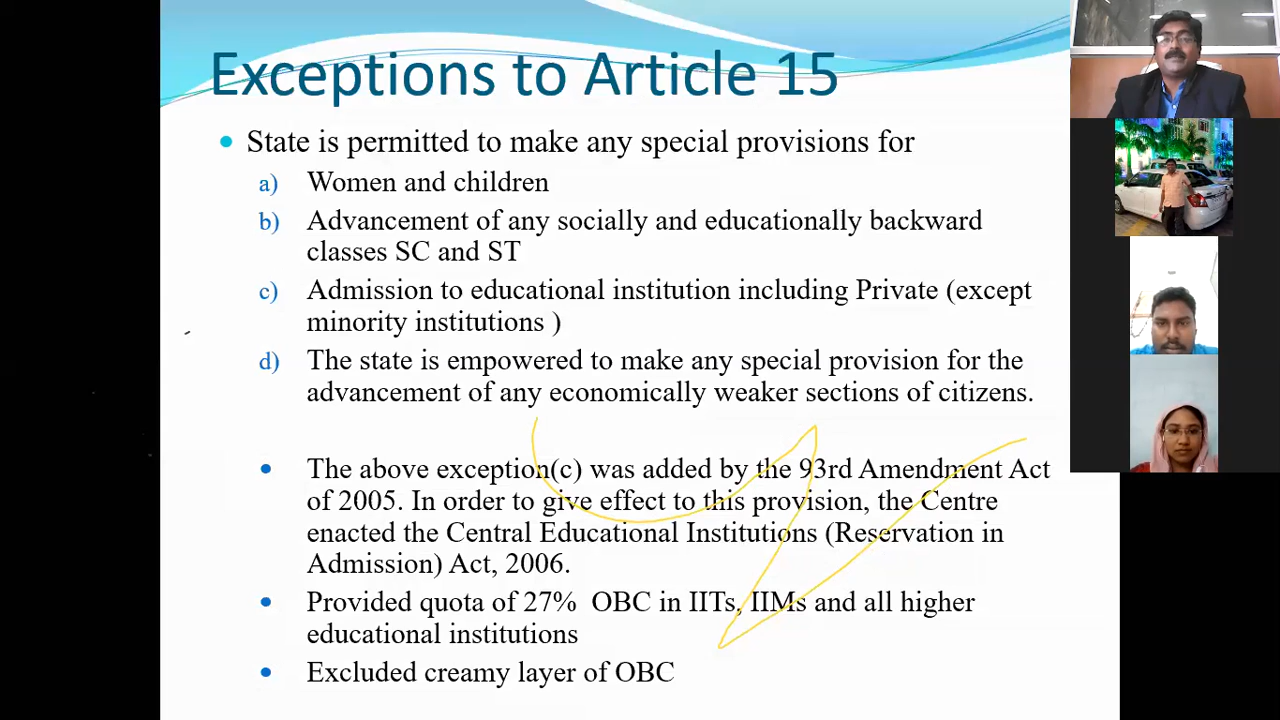 Exceptions to Article 15
• State is permitted to make any special provisions for
a) Women and children
b) Advancement of any socially and educationally backward
classes SC and ST
c) Admission to educational institution including Private (except
minority institutions )
d) The state is empowered to make any special provision for the
advancement of any economically weaker sections of citizens.
• The above exception(c) was added by the 93rd Amendment Act
of 2005. In order to give effect to this provision, the Centre
enacted the Central Educational Institutions (Reservation in
Admission) Act, 2006.
• Provided quota of 27% OBC in IITs, IIMs and all higher
educational institutions
• Excluded creamy layer of OBC